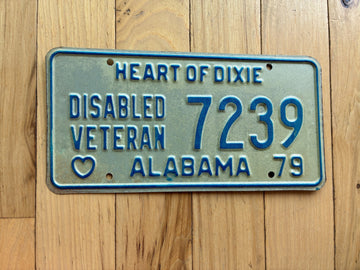 HEART OF DIXIE
DISABLED
VETERAN
7239
ALABAMA 79